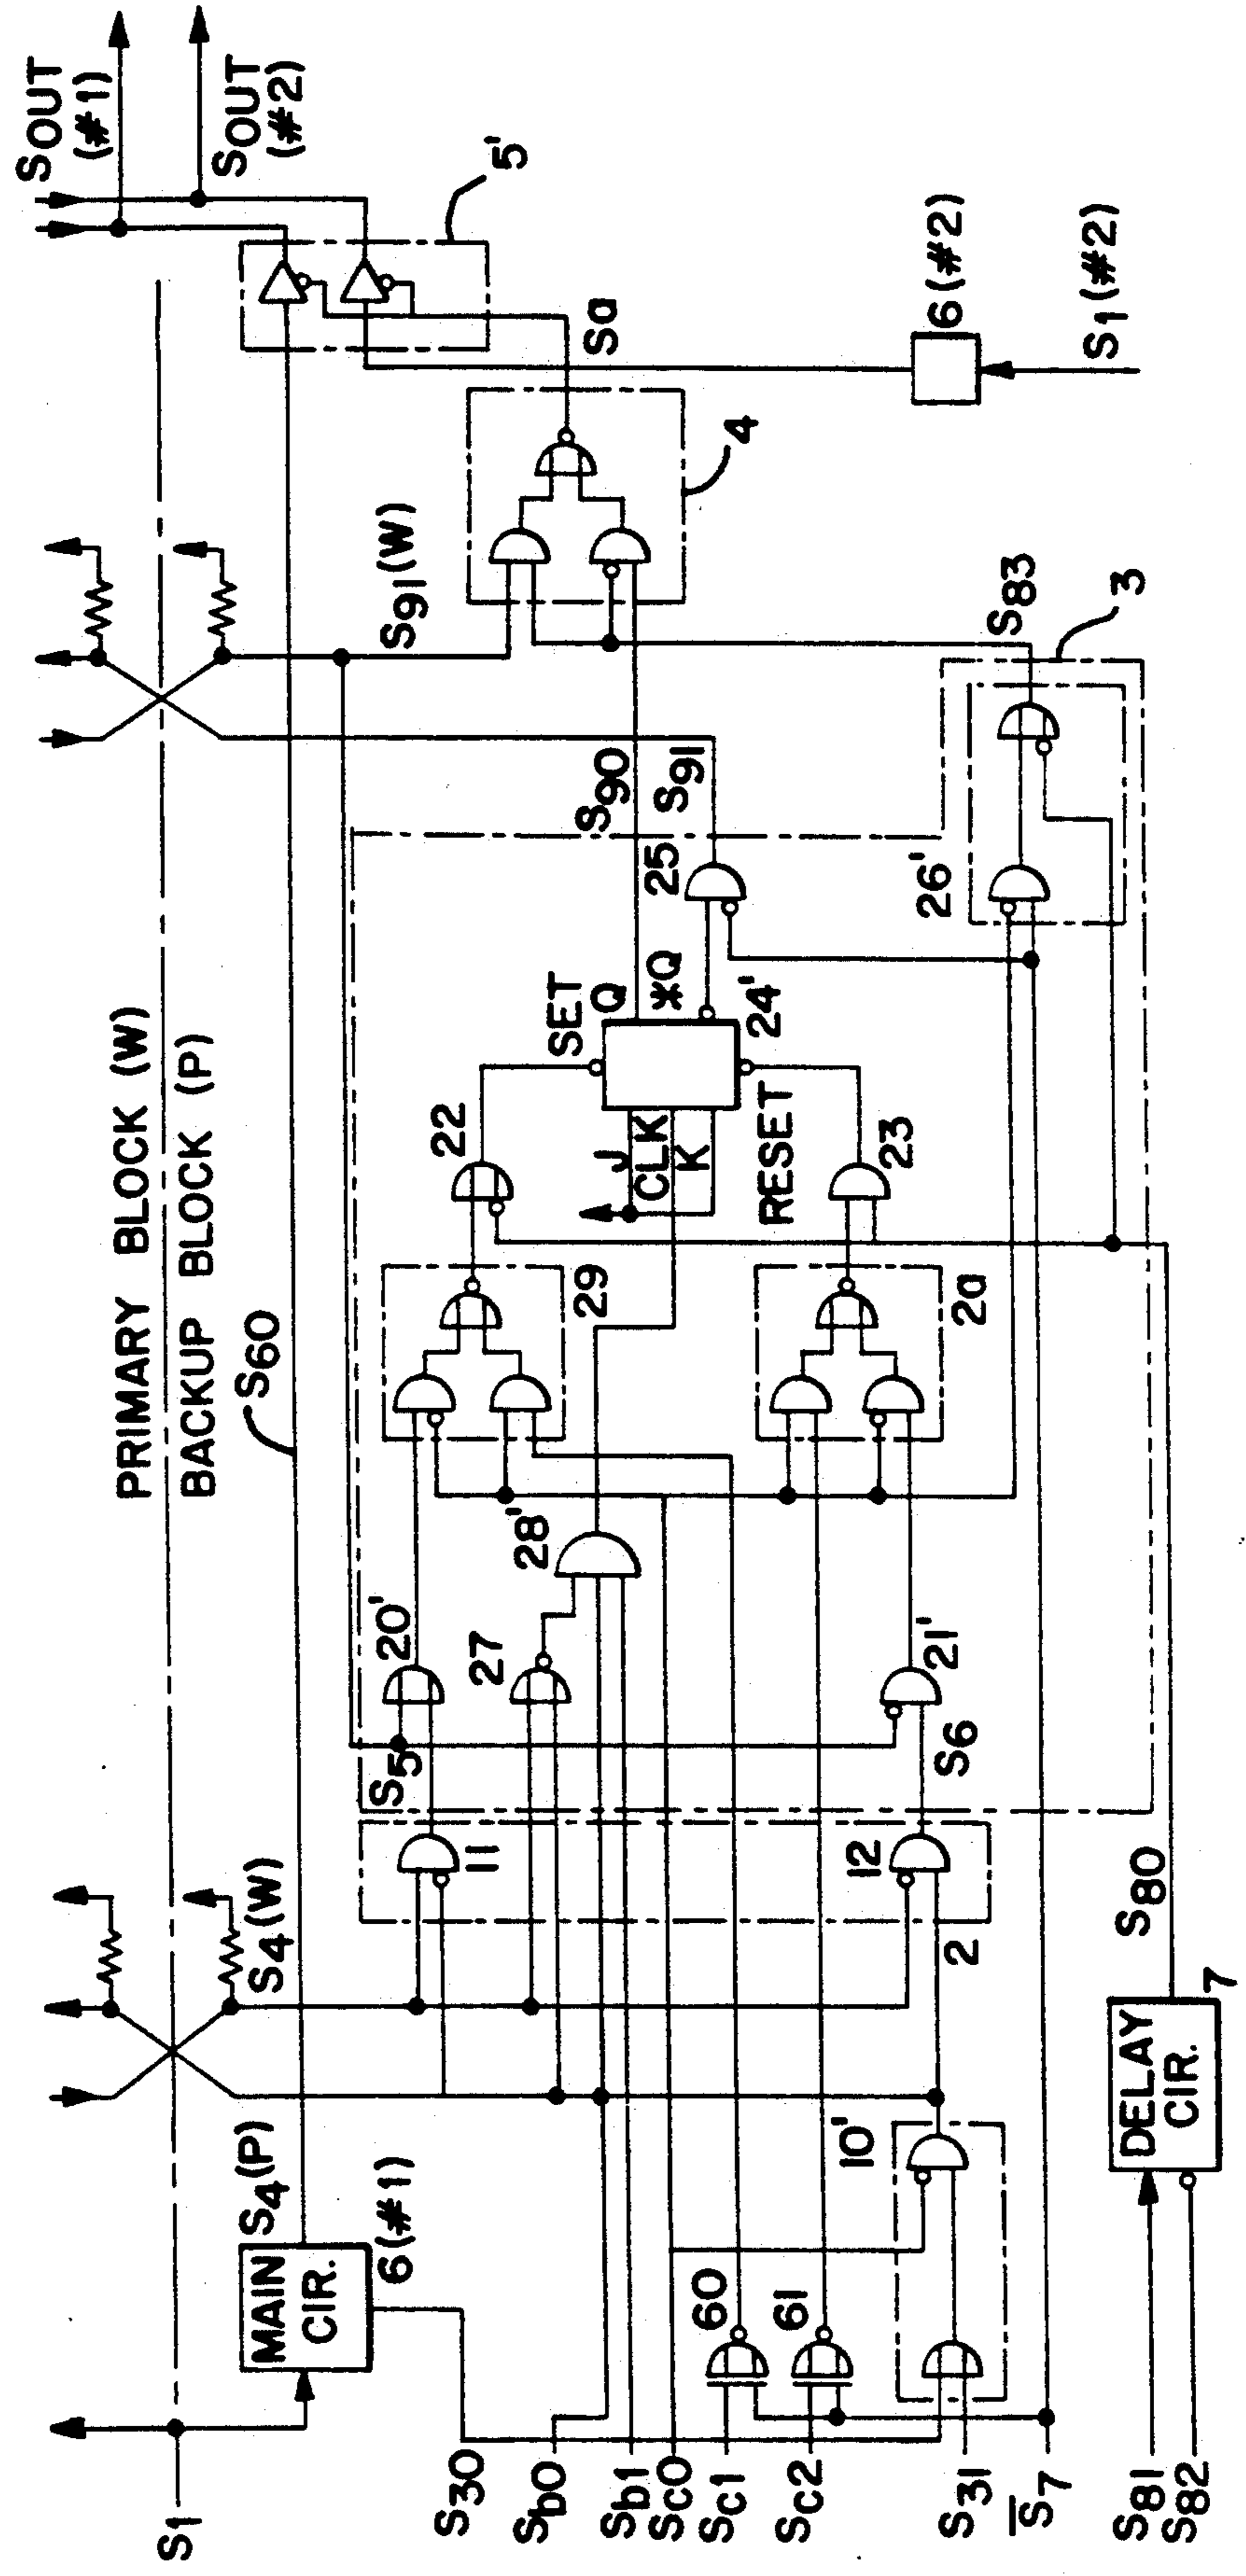 PRIMARY BLOCK (W)
BACKUP BLOCK (P)
S1
MAIN CIR.
6 (#1)
S4(P)
S4(W)
S60
S91(W)
SOUT (#1)
SOUT (#2)
5'
S30
Sb0
Sb1
Sc0
Sc1
Sc2
S31
S̅7
S81
S82
60
61
10'
DELAY CIR.
7
S80
2
11
12
S5
S6
20'
21'
27
28'
29
2a
22
23
J
CLK
K
SET
RESET
Q
*Q
24'
25
26'
S90
S91
S83
3
4
Sa
6 (#2)
S1 (#2)